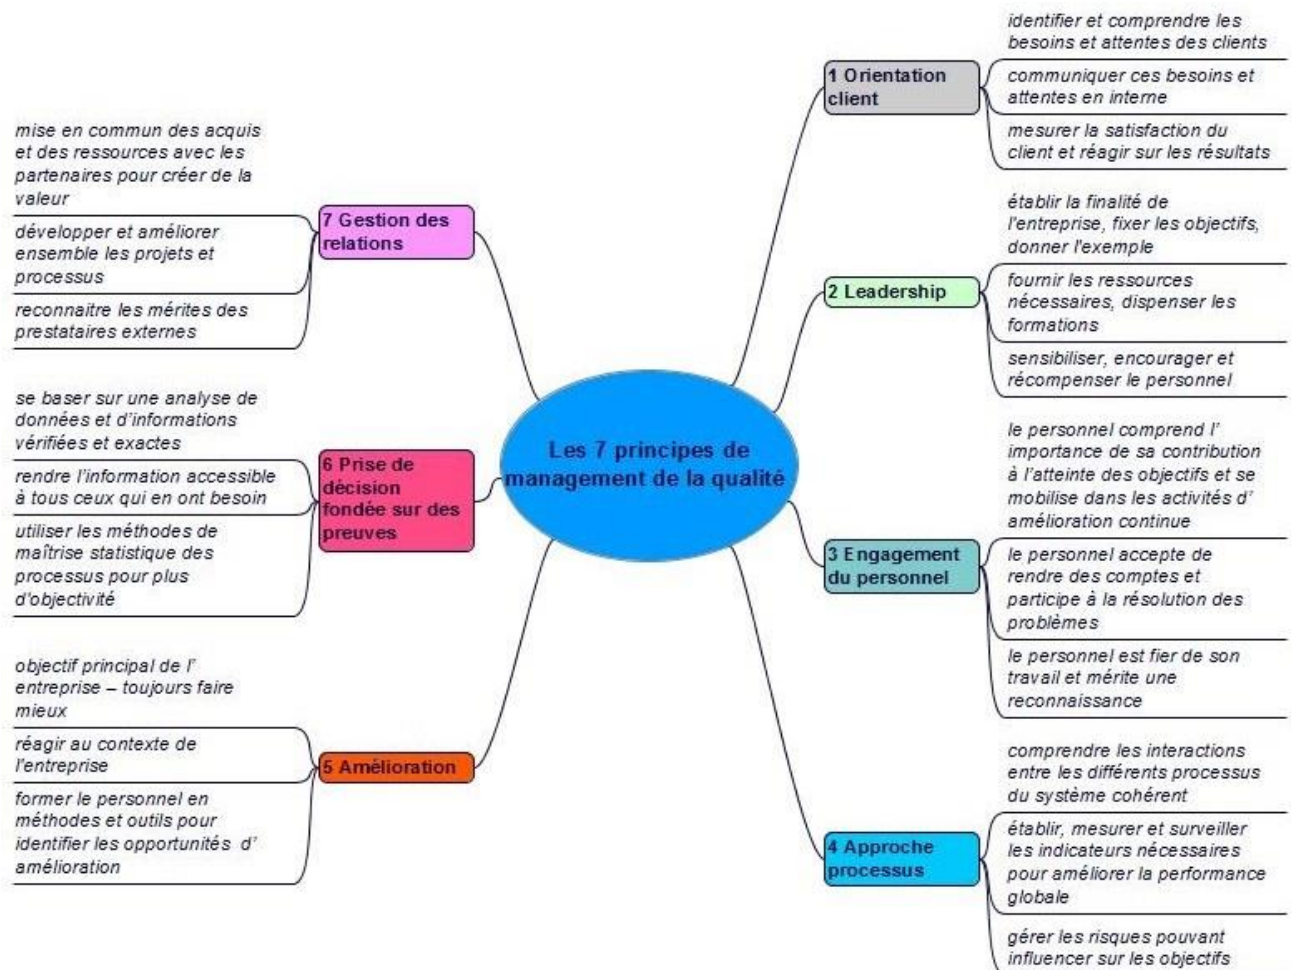 Les 7 principes de
management de la qualité
1 Orientation
client
identifier et comprendre les
besoins et attentes des clients
communiquer ces besoins et
attentes en interne
mesurer la satisfaction du
client et réagir sur les résultats
2 Leadership
établir la finalité de
l'entreprise, fixer les objectifs,
donner l'exemple
fournir les ressources
nécessaires, dispenser les
formations
sensibiliser, encourager et
récompenser le personnel
3 Engagement
du personnel
le personnel comprend l'
importance de sa contribution
à l'atteinte des objectifs et se
mobilise dans les activités d'
amélioration continue
le personnel accepte de
rendre des comptes et
participe à la résolution des
problèmes
le personnel est fier de son
travail et mérite une
reconnaissance
4 Approche
processus
comprendre les interactions
entre les différents processus
du système cohérent
établir, mesurer et surveiller
les indicateurs nécessaires
pour améliorer la performance
globale
gérer les risques pouvant
influencer sur les objectifs
5 Amélioration
objectif principal de l'
entreprise – toujours faire
mieux
réagir au contexte de
l'entreprise
former le personnel en
méthodes et outils pour
identifier les opportunités d'
amélioration
6 Prise de
décision
fondée sur des
preuves
se baser sur une analyse de
données et d'informations
vérifiées et exactes
rendre l'information accessible
à tous ceux qui en ont besoin
utiliser les méthodes de
maîtrise statistique des
processus pour plus
d'objectivité
7 Gestion des
relations
mise en commun des acquis
et des ressources avec les
partenaires pour créer de la
valeur
développer et améliorer
ensemble les projets et
processus
reconnaitre les mérites des
prestataires externes